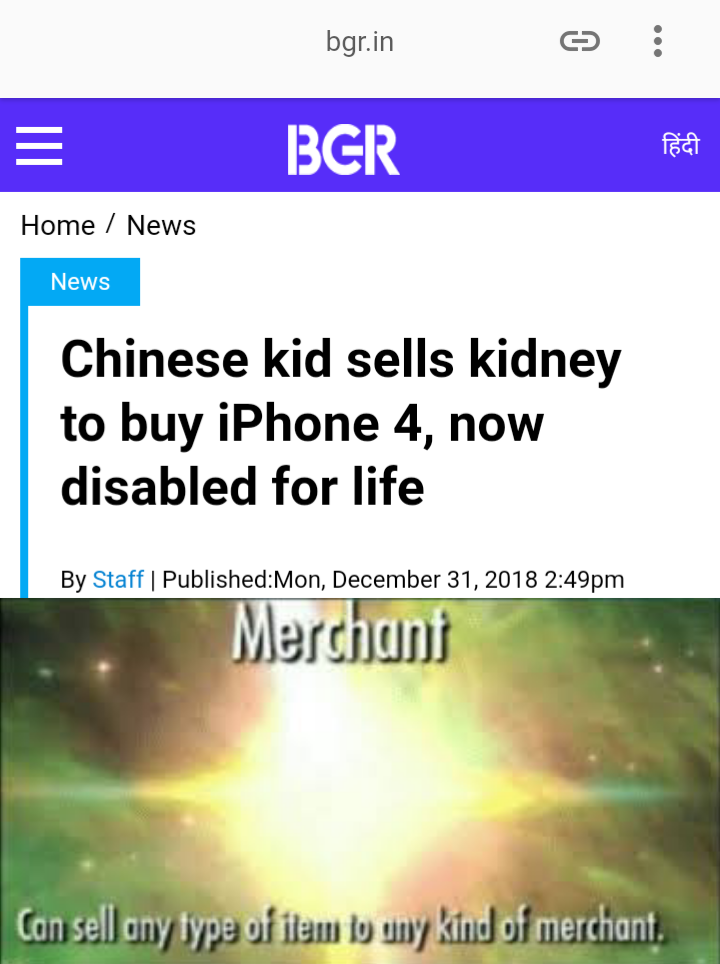 bgr.in
BGR
हिंदी
Home / News
News
Chinese kid sells kidney
to buy iPhone 4, now
disabled for life
By Staff | Published:Mon, December 31, 2018 2:49pm
Merchant
Can sell any type of item to any kind of merchant.